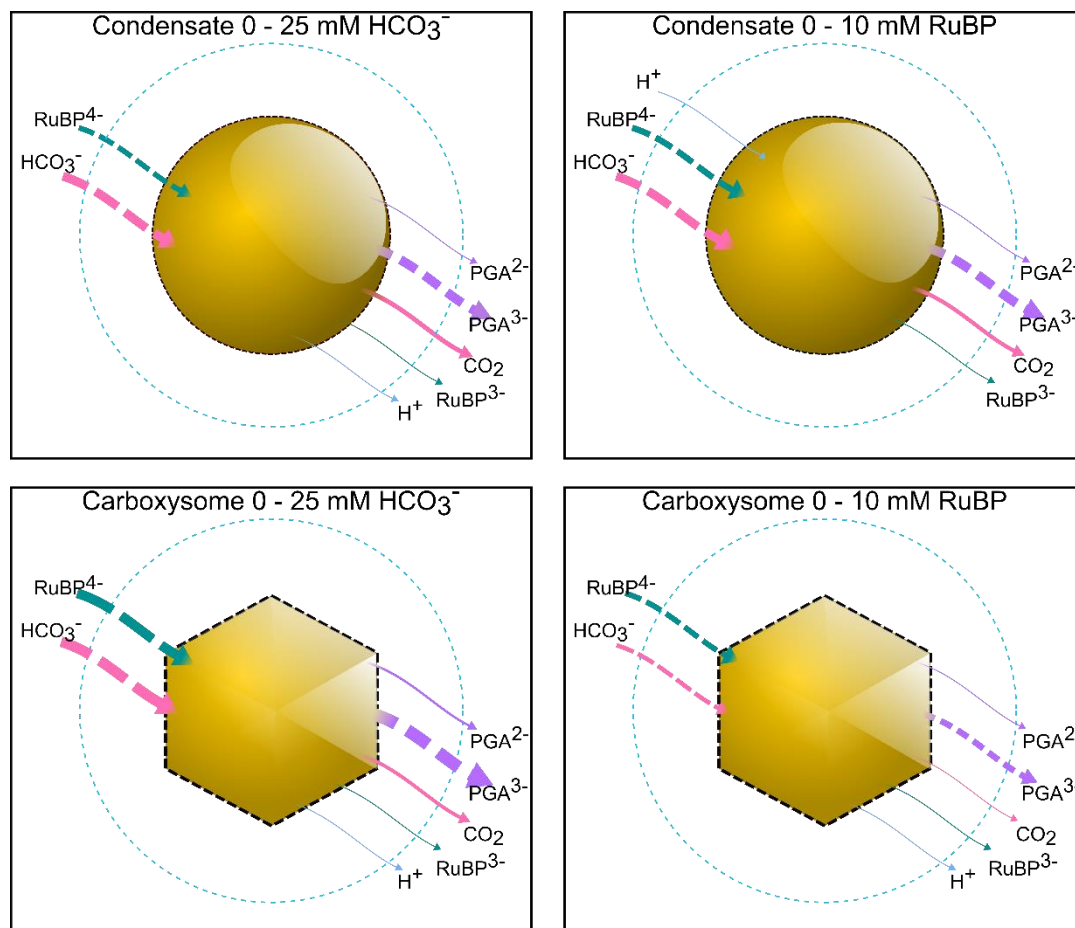 Condensate 0 - 25 mM HCO₃⁻
RuBP⁴⁻
HCO₃⁻
PGA²⁻
PGA³⁻
CO₂
RuBP³⁻
H⁺
Condensate 0 - 10 mM RuBP
H⁺
RuBP⁴⁻
HCO₃⁻
PGA²⁻
PGA³⁻
CO₂
RuBP³⁻
Carboxysome 0 - 25 mM HCO₃⁻
RuBP⁴⁻
HCO₃⁻
PGA²⁻
PGA³⁻
CO₂
RuBP³⁻
H⁺
Carboxysome 0 - 10 mM RuBP
RuBP⁴⁻
HCO₃⁻
PGA²⁻
PGA³⁻
CO₂
RuBP³⁻
H⁺